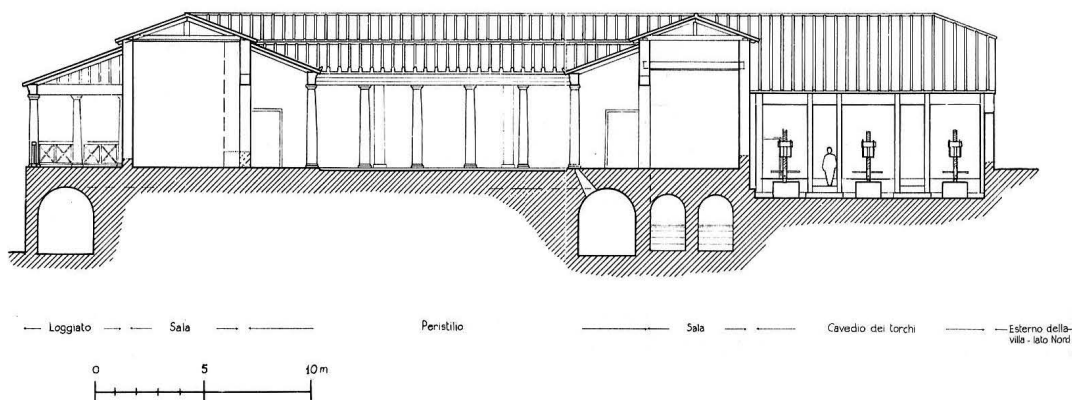 Loggiato
Sala
Peristilio
Sala
Cavedio dei torchi
Esterno della
villa - lato Nord
0 5 10 m